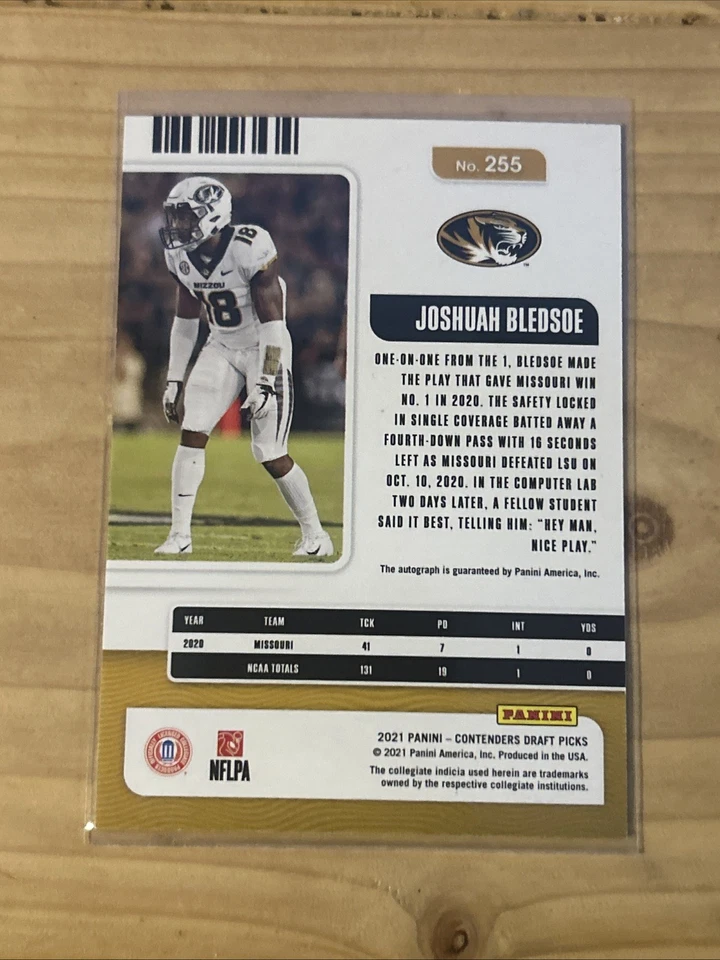 No. 255
18
MIZZOU
18
TM
JOSHUAH BLEDSOE
ONE-ON-ONE FROM THE 1, BLEDSOE MADE
THE PLAY THAT GAVE MISSOURI WIN
NO. 1 IN 2020. THE SAFETY LOCKED
IN SINGLE COVERAGE BATTED AWAY A
FOURTH-DOWN PASS WITH 16 SECONDS
LEFT AS MISSOURI DEFEATED LSU ON
OCT. 10, 2020. IN THE COMPUTER LAB
TWO DAYS LATER, A FELLOW STUDENT
SAID IT BEST, TELLING HIM: “HEY MAN,
NICE PLAY.”
The autograph is guaranteed by Panini America, Inc.
YEAR TEAM TCK PD INT YDS
2020 MISSOURI 41 7 1 0
NCAA TOTALS 131 19 1 0
PANINI
NFLPA
2021 PANINI – CONTENDERS DRAFT PICKS
© 2021 Panini America, Inc. Produced in the USA.
The collegiate indicia used herein are trademarks
owned by the respective collegiate institutions.